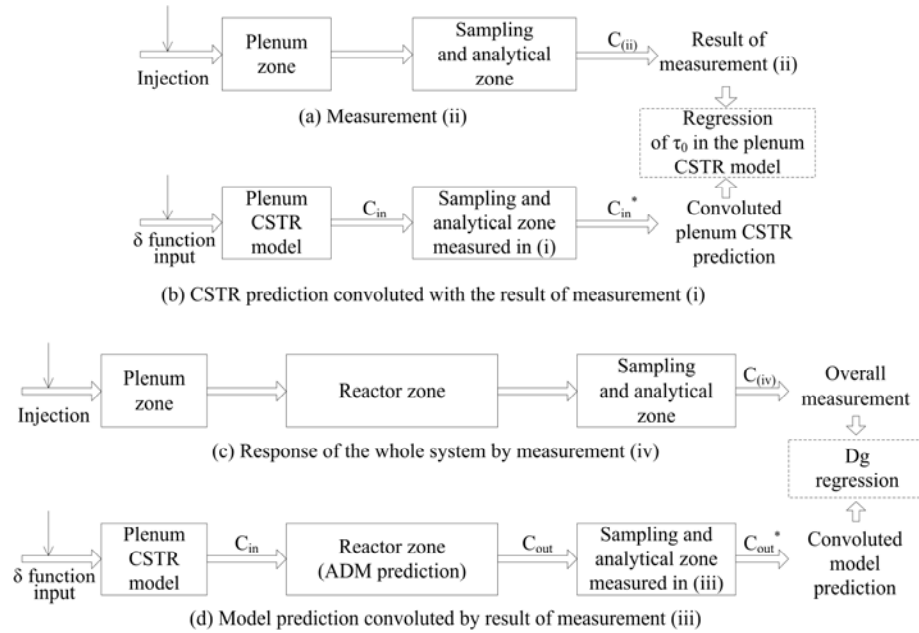 Injection
Plenum
zone
Sampling
and analytical
zone
C(ii)
Result of
measurement (ii)
(a) Measurement (ii)
Regression
of τ0 in the plenum
CSTR model
δ function
input
Plenum
CSTR
model
Cin
Sampling and
analytical zone
measured in (i)
Cin*
Convoluted
plenum CSTR
prediction
(b) CSTR prediction convoluted with the result of measurement (i)
Injection
Plenum
zone
Reactor zone
Sampling
and analytical
zone
C(iv)
Overall
measurement
(c) Response of the whole system by measurement (iv)
Dg
regression
δ function
input
Plenum
CSTR
model
Cin
Reactor zone
(ADM prediction)
Cout
Sampling and
analytical zone
measured in (iii)
Cout*
Convoluted
model
prediction
(d) Model prediction convoluted by result of measurement (iii)